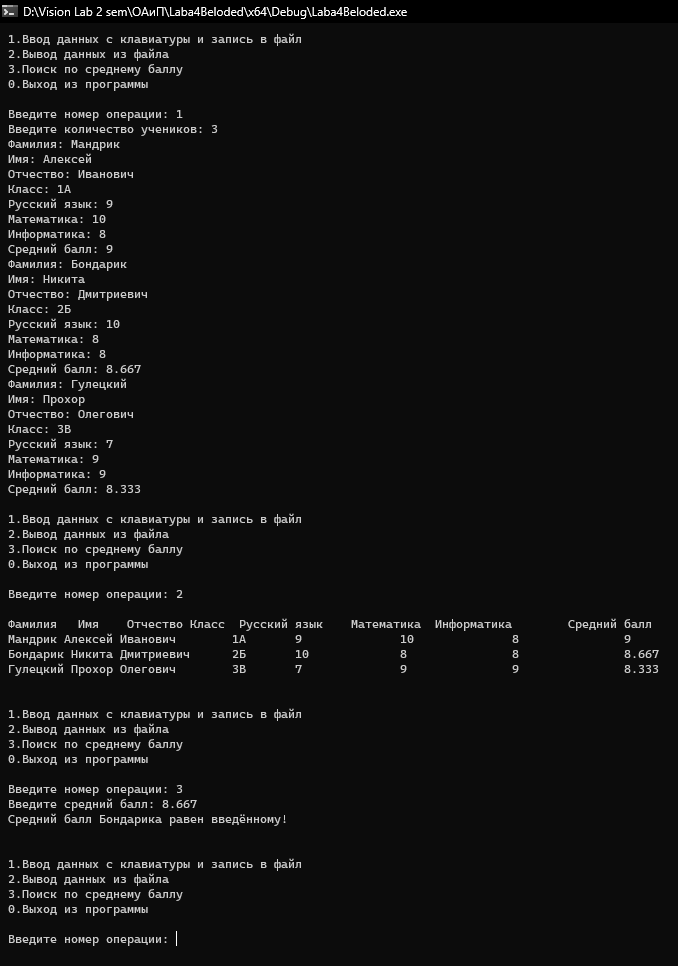 D:\Vision Lab 2 sem\ОАиП\Laba4Beloded\x64\Debug\Laba4Beloded.exe
1.Ввод данных с клавиатуры и запись в файл
2.Вывод данных из файла
3.Поиск по среднему баллу
0.Выход из программы
Введите номер операции: 1
Введите количество учеников: 3
Фамилия: Мандрик
Имя: Алексей
Отчество: Иванович
Класс: 1А
Русский язык: 9
Математика: 10
Информатика: 8
Средний балл: 9
Фамилия: Бондарик
Имя: Никита
Отчество: Дмитриевич
Класс: 2Б
Русский язык: 10
Математика: 8
Информатика: 8
Средний балл: 8.667
Фамилия: Гулецкий
Имя: Прохор
Отчество: Олегович
Класс: 3В
Русский язык: 7
Математика: 9
Информатика: 9
Средний балл: 8.333
1.Ввод данных с клавиатуры и запись в файл
2.Вывод данных из файла
3.Поиск по среднему баллу
0.Выход из программы
Введите номер операции: 2
Фамилия Имя Отчество Класс Русский язык Математика Информатика Средний балл
Мандрик Алексей Иванович 1А 9 10 8 9
Бондарик Никита Дмитриевич 2Б 10 8 8 8.667
Гулецкий Прохор Олегович 3В 7 9 9 8.333
1.Ввод данных с клавиатуры и запись в файл
2.Вывод данных из файла
3.Поиск по среднему баллу
0.Выход из программы
Введите номер операции: 3
Введите средний балл: 8.667
Средний балл Бондарика равен введённому!
1.Ввод данных с клавиатуры и запись в файл
2.Вывод данных из файла
3.Поиск по среднему баллу
0.Выход из программы
Введите номер операции: